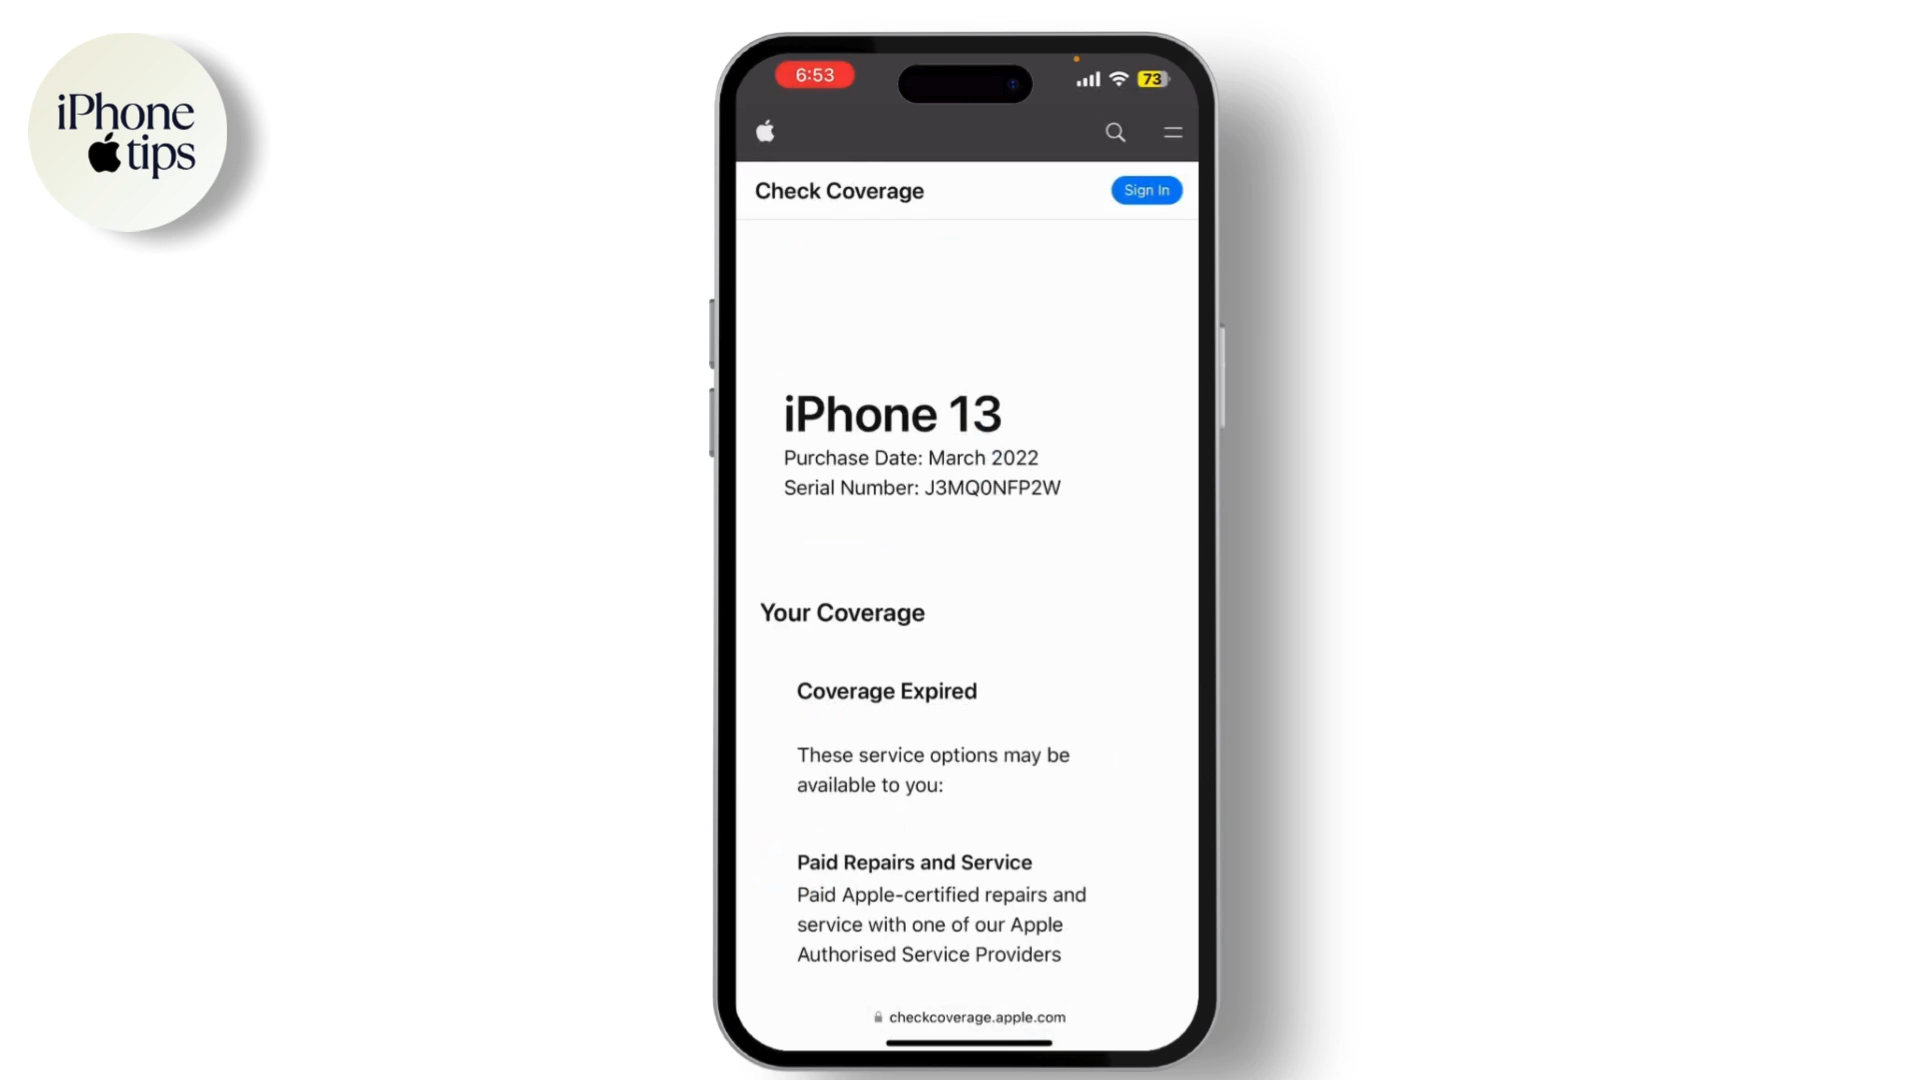 iPhone
tips
6:53
73
Check Coverage
Sign In
iPhone 13
Purchase Date: March 2022
Serial Number: J3MQ0NFP2W
Your Coverage
Coverage Expired
These service options may be
available to you:
Paid Repairs and Service
Paid Apple-certified repairs and
service with one of our Apple
Authorised Service Providers
checkcoverage.apple.com